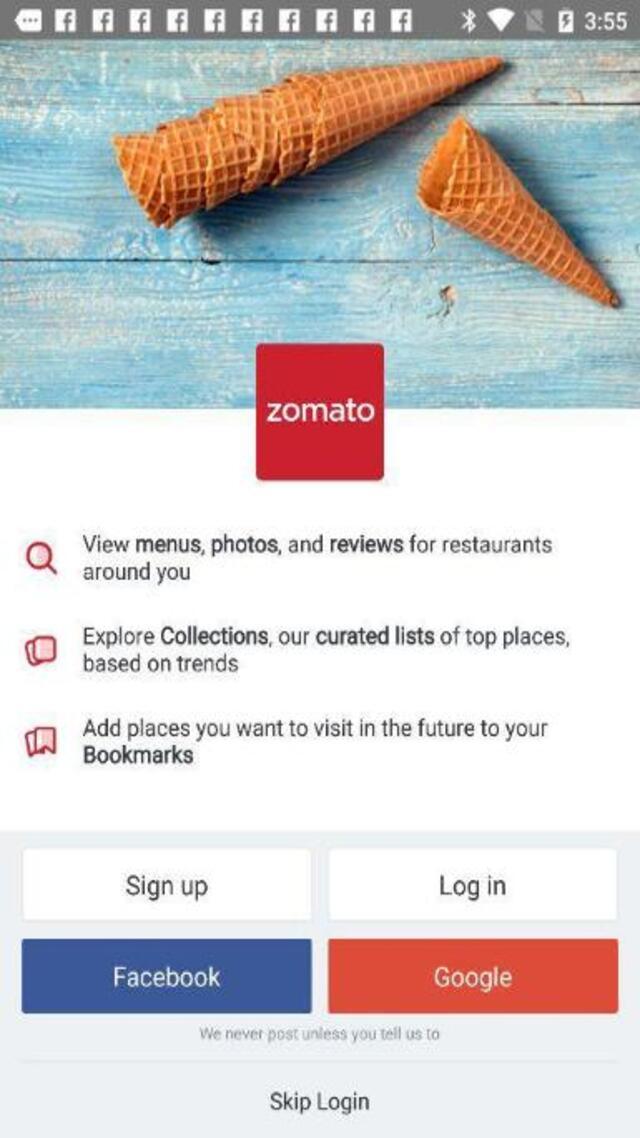 3:55
zomato
View menus, photos, and reviews for restaurants
around you
Explore Collections, our curated lists of top places,
based on trends
Add places you want to visit in the future to your
Bookmarks
Sign up
Log in
Facebook
Google
We never post unless you tell us to
Skip Login